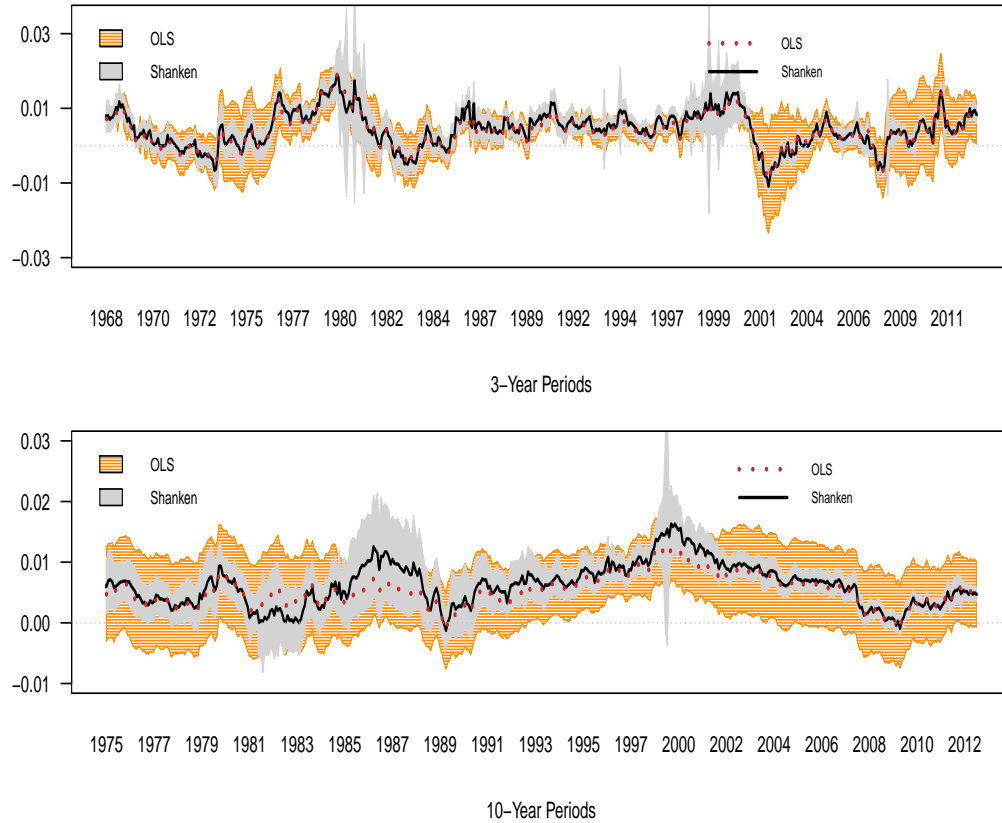 0.03
0.01
−0.01
−0.03
OLS
Shanken
OLS
Shanken
1968 1970 1972 1975 1977 1980 1982 1984 1987 1989 1992 1994 1997 1999 2001 2004 2006 2009 2011
3−Year Periods
0.03
0.02
0.01
0.00
−0.01
OLS
Shanken
OLS
Shanken
1975 1977 1979 1981 1983 1985 1987 1989 1991 1993 1995 1997 2000 2002 2004 2006 2008 2010 2012
10−Year Periods